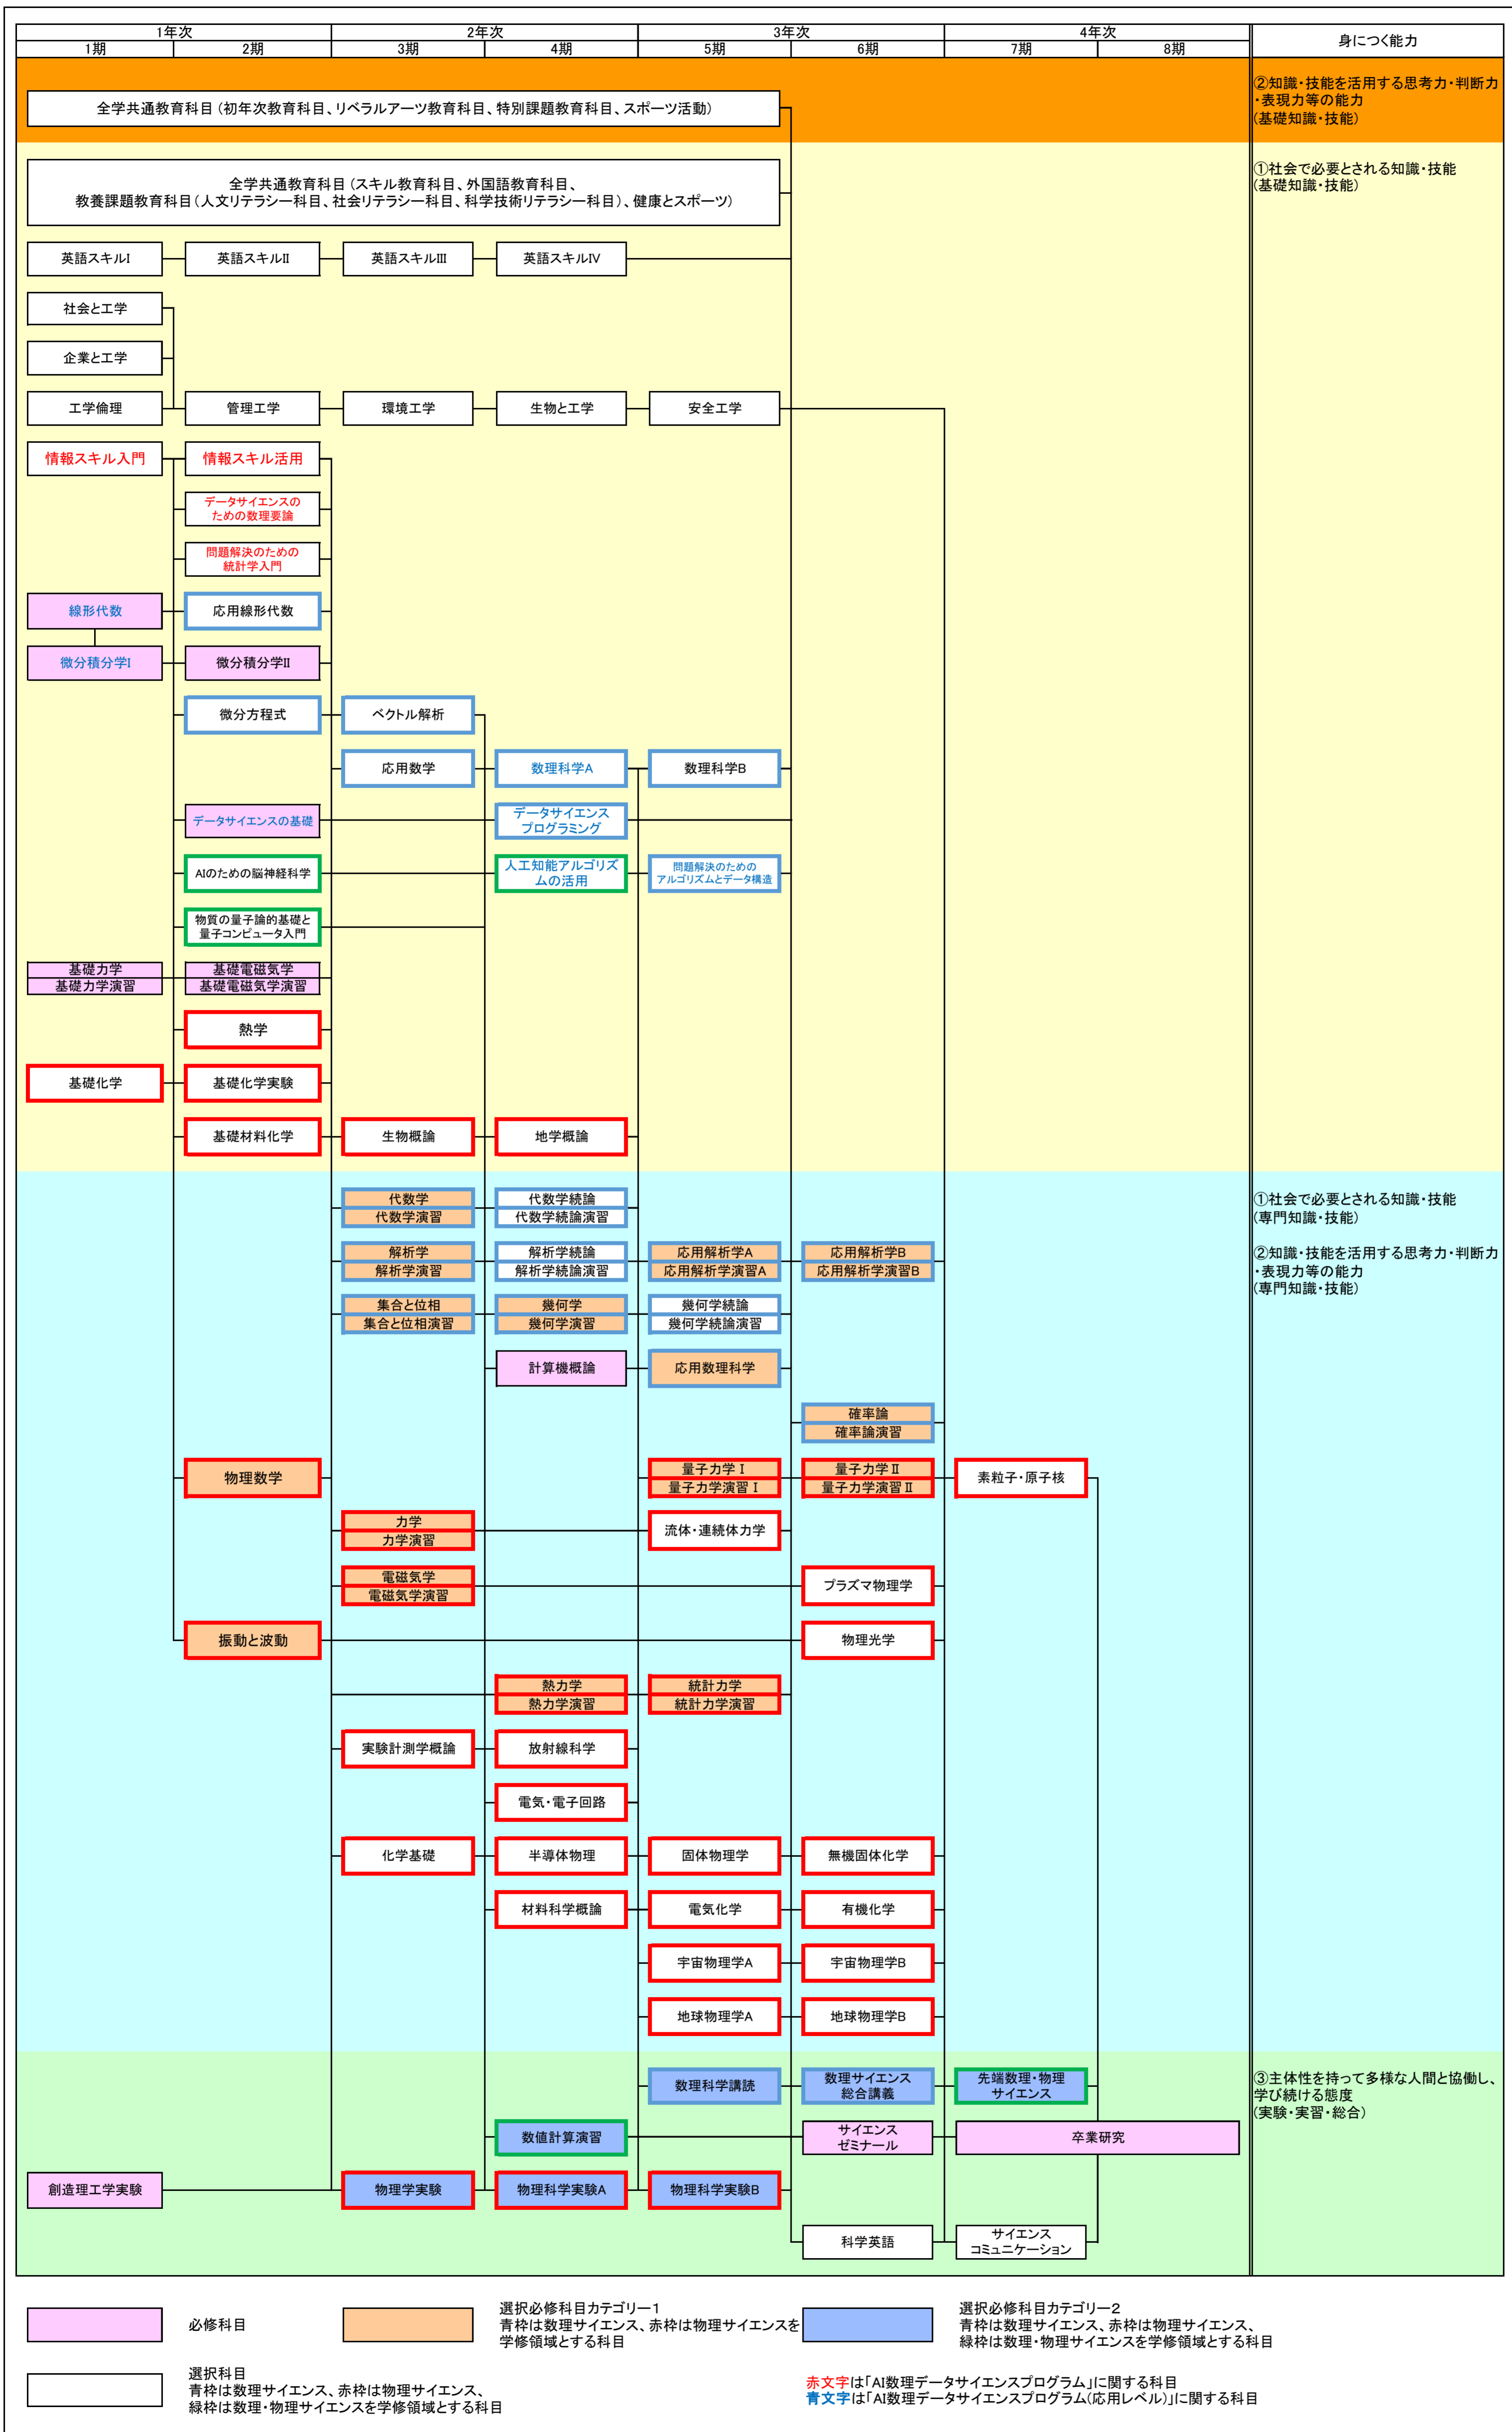 1年次
2年次
3年次
4年次
身につく能力
1期
2期
3期
4期
5期
6期
7期
8期
全学共通教育科目(初年次教育科目、リベラルアーツ教育科目、特別課題教育科目、スポーツ活動)
②知識・技能を活用する思考力・判断力
・表現力等の能力
(基礎知識・技能)
全学共通教育科目(スキル教育科目、外国語教育科目、
教養課題教育科目(人文リテラシー科目、社会リテラシー科目、科学技術リテラシー科目)、健康とスポーツ)
①社会で必要とされる知識・技能
(基礎知識・技能)
英語スキルI
英語スキルII
英語スキルIII
英語スキルIV
社会と工学
企業と工学
工学倫理
管理工学
環境工学
生物と工学
安全工学
情報スキル入門
情報スキル活用
データサイエンスの
ための数理要論
問題解決のための
統計学入門
線形代数
応用線形代数
微分積分学I
微分積分学II
微分方程式
ベクトル解析
応用数学
数理科学A
数理科学B
データサイエンスの基礎
データサイエンス
プログラミング
AIのための脳神経科学
人工知能アルゴリズ
ムの活用
問題解決のための
アルゴリズムとデータ構造
物質の量子論的基礎と
量子コンピュータ入門
基礎力学
基礎力学演習
基礎電磁気学
基礎電磁気学演習
熱学
基礎化学
基礎化学実験
基礎材料化学
生物概論
地学概論
代数学
代数学演習
代数学続論
代数学続論演習
①社会で必要とされる知識・技能
(専門知識・技能)
解析学
解析学演習
解析学続論
解析学続論演習
応用解析学A
応用解析学演習A
応用解析学B
応用解析学演習B
②知識・技能を活用する思考力・判断力
・表現力等の能力
(専門知識・技能)
集合と位相
集合と位相演習
幾何学
幾何学演習
幾何学続論
幾何学続論演習
計算機概論
応用数理科学
確率論
確率論演習
物理数学
量子力学Ⅰ
量子力学演習Ⅰ
量子力学Ⅱ
量子力学演習Ⅱ
素粒子・原子核
力学
力学演習
流体・連続体力学
電磁気学
電磁気学演習
プラズマ物理学
振動と波動
物理光学
熱力学
熱力学演習
統計力学
統計力学演習
実験計測学概論
放射線科学
電気・電子回路
化学基礎
半導体物理
固体物理学
無機固体化学
材料科学概論
電気化学
有機化学
宇宙物理学A
宇宙物理学B
地球物理学A
地球物理学B
数理科学講読
数理サイエンス
総合講義
先端数理・物理
サイエンス
③主体性を持って多様な人間と協働し、
学び続ける態度
(実験・実習・総合)
数値計算演習
サイエンス
ゼミナール
卒業研究
創造理工学実験
物理学実験
物理科学実験A
物理科学実験B
科学英語
サイエンス
コミュニケーション
必修科目
選択必修科目カテゴリー1
青枠は数理サイエンス、赤枠は物理サイエンスを
学修領域とする科目
選択必修科目カテゴリー2
青枠は数理サイエンス、赤枠は物理サイエンス、
緑枠は数理・物理サイエンスを学修領域とする科目
選択科目
青枠は数理サイエンス、赤枠は物理サイエンス、
緑枠は数理・物理サイエンスを学修領域とする科目
赤文字は「AI数理データサイエンスプログラム」に関する科目
青文字は「AI数理データサイエンスプログラム(応用レベル)」に関する科目